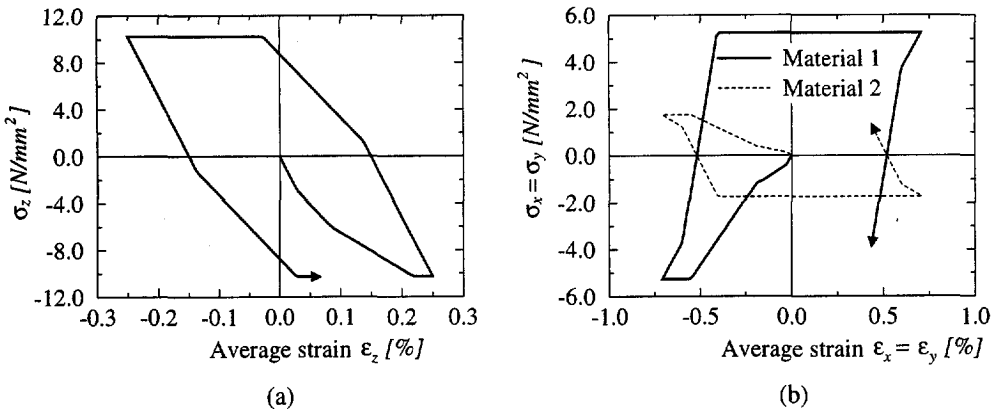 12.0
8.0
4.0
0.0
-4.0
-8.0
-12.0
σz [N/mm²]
-0.3 -0.2 -0.1 0.0 0.1 0.2 0.3
Average strain εz [%]
(a)
6.0
4.0
2.0
0.0
-2.0
-4.0
-6.0
σx = σy [N/mm²]
Material 1
Material 2
-1.0 -0.5 0.0 0.5 1.0
Average strain εx = εy [%]
(b)